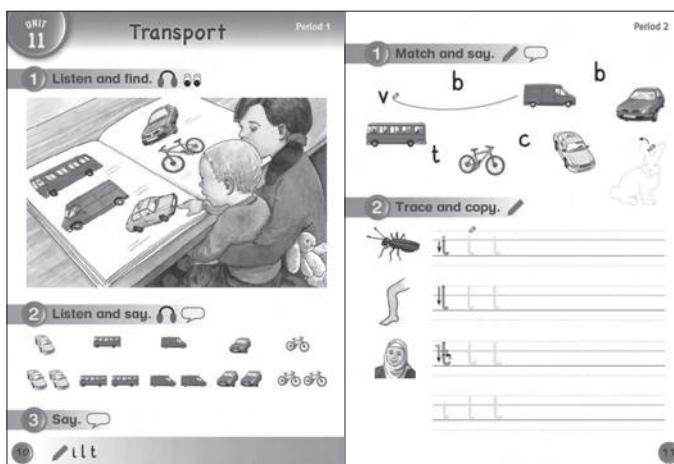 UNIT
11
Transport
Period 1
1 Listen and find.
2 Listen and say.
3 Say.
10
ι l t
Period 2
1 Match and say.
v
b
b
t
c
2 Trace and copy.
ι ι ι
l l l
t t t
ι ι ι
11